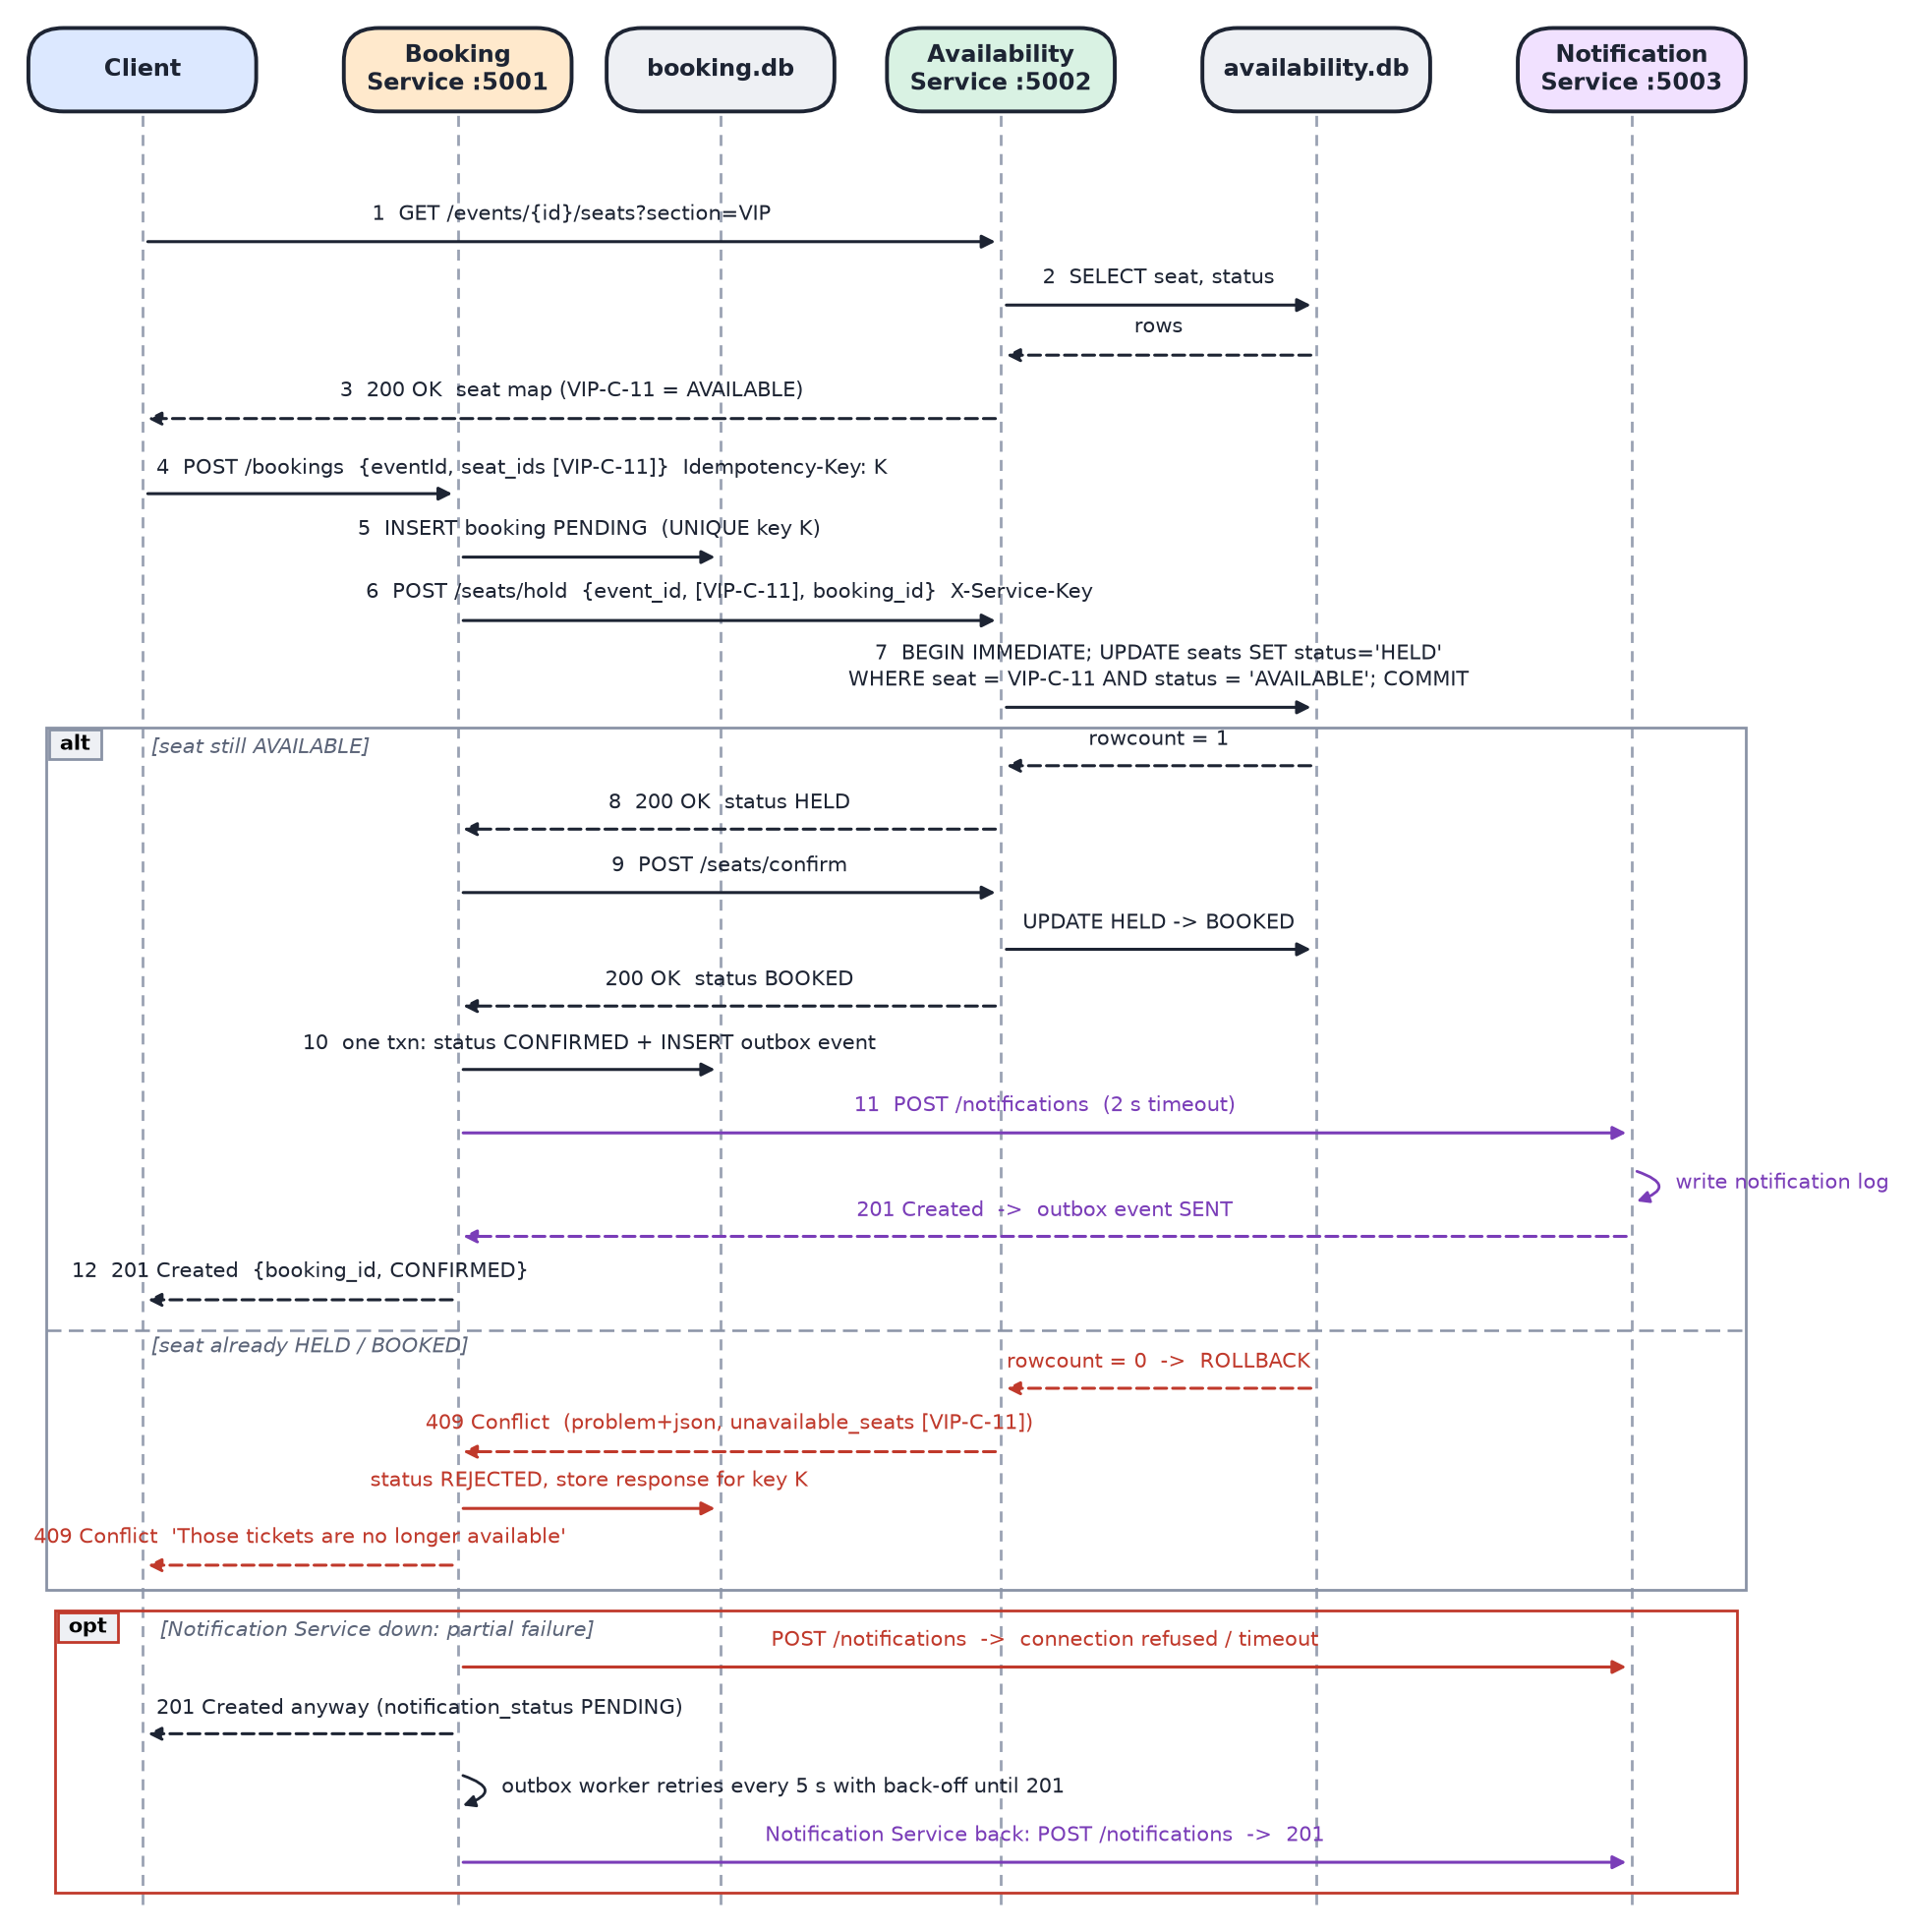 Client
Booking
Service :5001
booking.db
Availability
Service :5002
availability.db
Notification
Service :5003
1  GET /events/{id}/seats?section=VIP
2  SELECT seat, status
rows
3  200 OK  seat map (VIP-C-11 = AVAILABLE)
4  POST /bookings  {eventId, seat_ids [VIP-C-11]}  Idempotency-Key: K
5  INSERT booking PENDING  (UNIQUE key K)
6  POST /seats/hold  {event_id, [VIP-C-11], booking_id}  X-Service-Key
7  BEGIN IMMEDIATE; UPDATE seats SET status='HELD'
WHERE seat = VIP-C-11 AND status = 'AVAILABLE'; COMMIT
alt
[seat still AVAILABLE]
rowcount = 1
8  200 OK  status HELD
9  POST /seats/confirm
UPDATE HELD -> BOOKED
200 OK  status BOOKED
10  one txn: status CONFIRMED + INSERT outbox event
11  POST /notifications  (2 s timeout)
write notification log
201 Created  ->  outbox event SENT
12  201 Created  {booking_id, CONFIRMED}
[seat already HELD / BOOKED]
rowcount = 0  ->  ROLLBACK
409 Conflict  (problem+json, unavailable_seats [VIP-C-11])
status REJECTED, store response for key K
409 Conflict  'Those tickets are no longer available'
opt
[Notification Service down: partial failure]
POST /notifications  ->  connection refused / timeout
201 Created anyway (notification_status PENDING)
outbox worker retries every 5 s with back-off until 201
Notification Service back: POST /notifications  ->  201